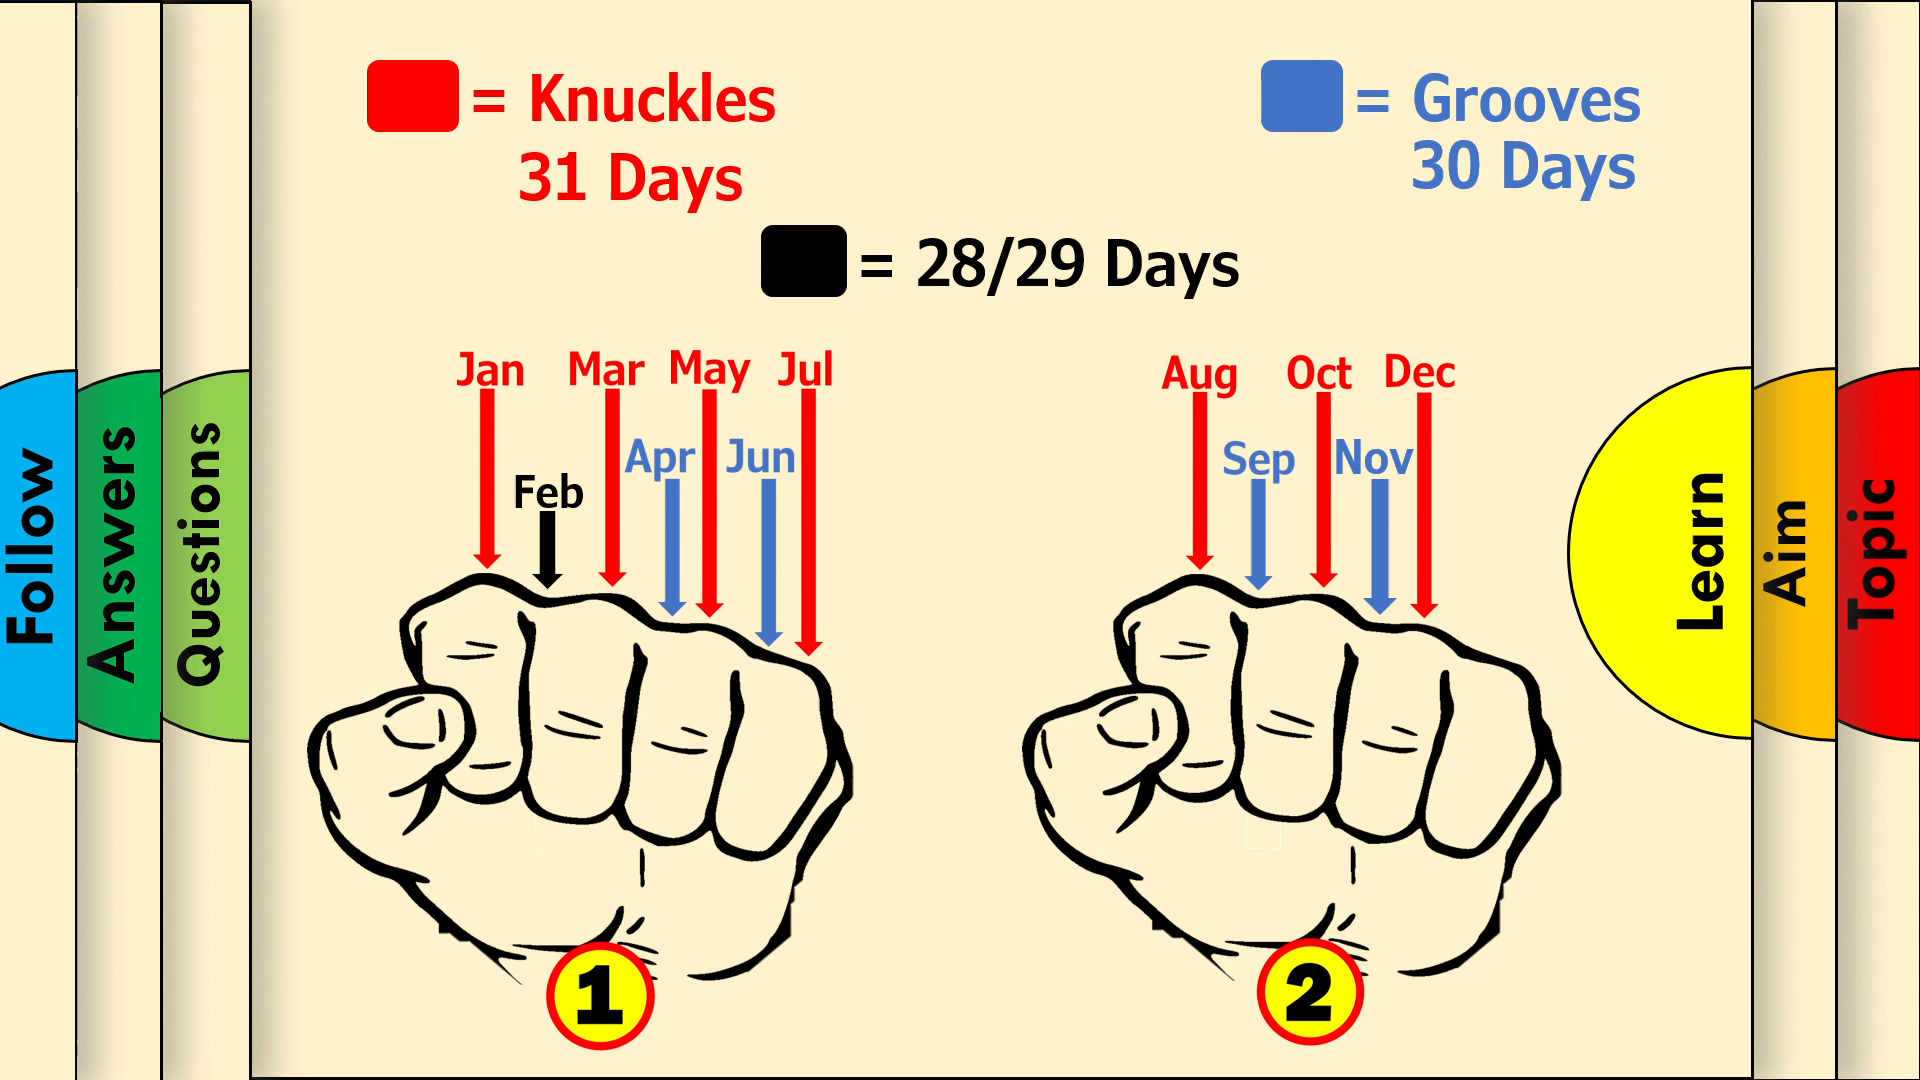 = Knuckles
31 Days
= Grooves
30 Days
= 28/29 Days
Jan Mar May Jul
Apr Jun
Feb
Aug Oct Dec
Sep Nov
1
2
Follow
Answers
Questions
Learn
Aim
Topic